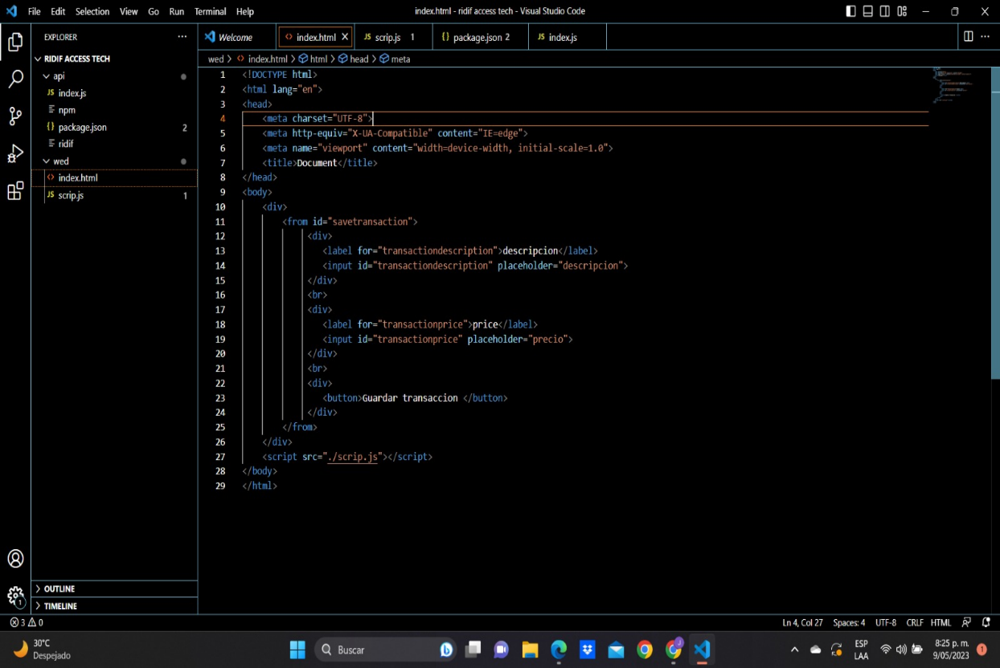 File Edit Selection View Go Run Terminal Help index.html - ridif access tech - Visual Studio Code
EXPLORER
Welcome index.html scrip.js 1 package.json 2 index.js
RIDIF ACCESS TECH
api
index.js
npm
package.json 2
ridif
wed
index.html
scrip.js 1
OUTLINE
TIMELINE
wed > index.html > html > head > meta
1 <!DOCTYPE html>
2 <html lang="en">
3 <head>
4 <meta charset="UTF-8">
5 <meta http-equiv="X-UA-Compatible" content="IE=edge">
6 <meta name="viewport" content="width=device-width, initial-scale=1.0">
7 <title>Document</title>
8 </head>
9 <body>
10 <div>
11 <from id="savetransaction">
12 <div>
13 <label for="transactiondescription">descripcion</label>
14 <input id="transactiondescription" placeholder="descripcion">
15 </div>
16 <br>
17 <div>
18 <label for="transactionprice">price</label>
19 <input id="transactionprice" placeholder="precio">
20 </div>
21 <br>
22 <div>
23 <button>Guardar transaccion </button>
24 </div>
25 </from>
26 </div>
27 <script src="./scrip.js"></script>
28 </body>
29 </html>
1
3 0 Ln 4, Col 27 Spaces: 4 UTF-8 CRLF HTML
30°C
Despejado
Buscar
ESP
LAA
8:25 p. m.
9/05/2023
1